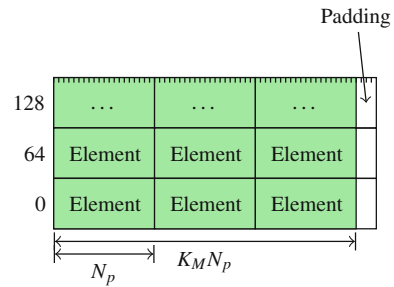 Padding
128 ... ... ...
64 Element Element Element
0 Element Element Element
K_M N_p
N_p